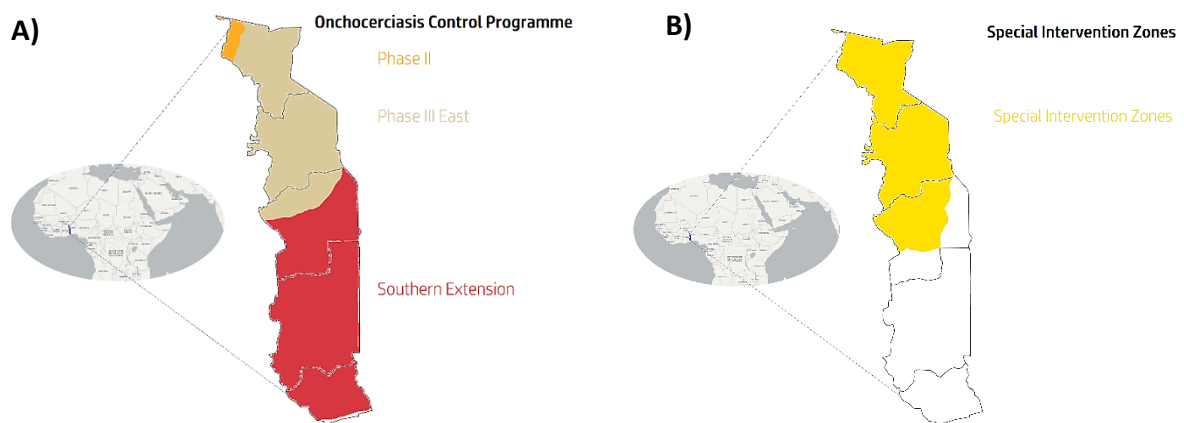 A)
Onchocerciasis Control Programme
Phase II
Phase III East
Southern Extension
B)
Special Intervention Zones
Special Intervention Zones